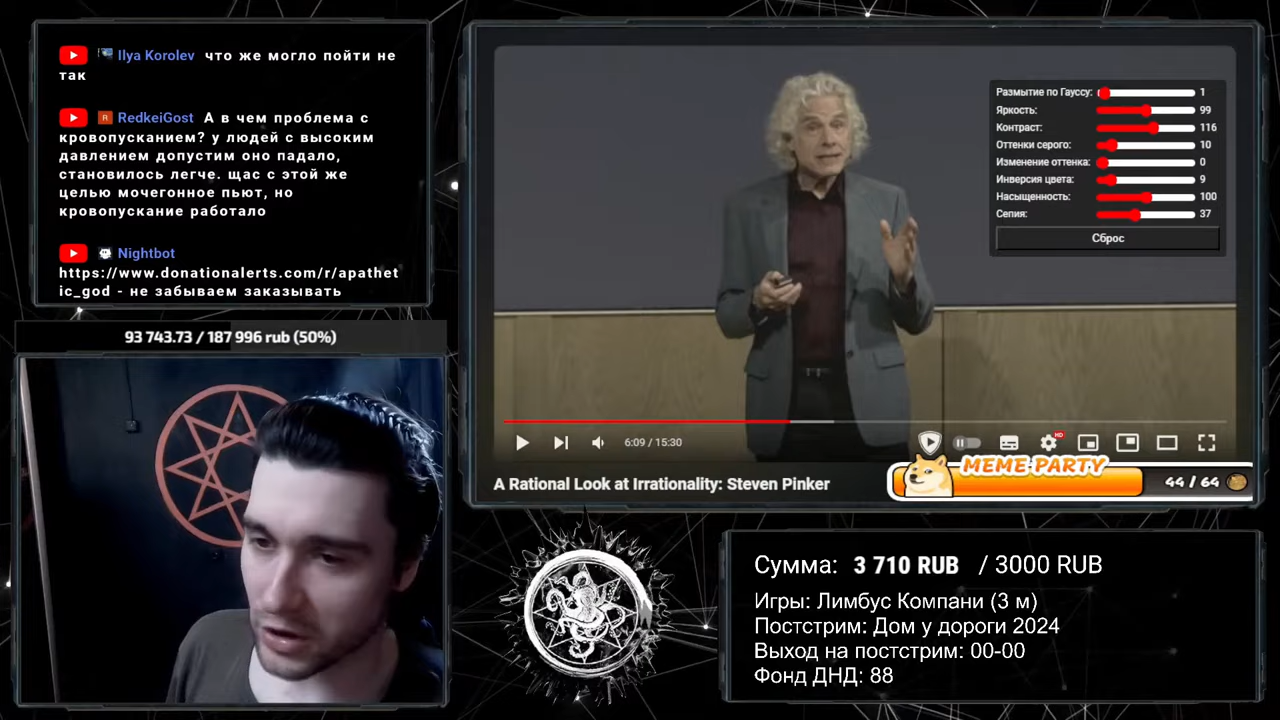 Ilya Korolev что же могло пойти не
так
RedkeiGost А в чем проблема с
кровопусканием? у людей с высоким
давлением допустим оно падало,
становилось легче. щас с этой же
целью мочегонное пьют, но
кровопускание работало
Nightbot
https://www.donationalerts.com/r/apathet
ic_god - не забываем заказывать
93 743.73 / 187 996 rub (50%)
Размытие по Гауссу: 1
Яркость: 99
Контраст: 116
Оттенки серого: 10
Изменение оттенка: 0
Инверсия цвета: 9
Насыщенность: 100
Сепия: 37
Сброс
6:09 / 15:30
HD
A Rational Look at Irrationality: Steven Pinker
MEME PARTY
44 / 64
Сумма: 3 710 RUB / 3000 RUB
Игры: Лимбус Компани (3 м)
Постстрим: Дом у дороги 2024
Выход на постстрим: 00-00
Фонд ДНД: 88